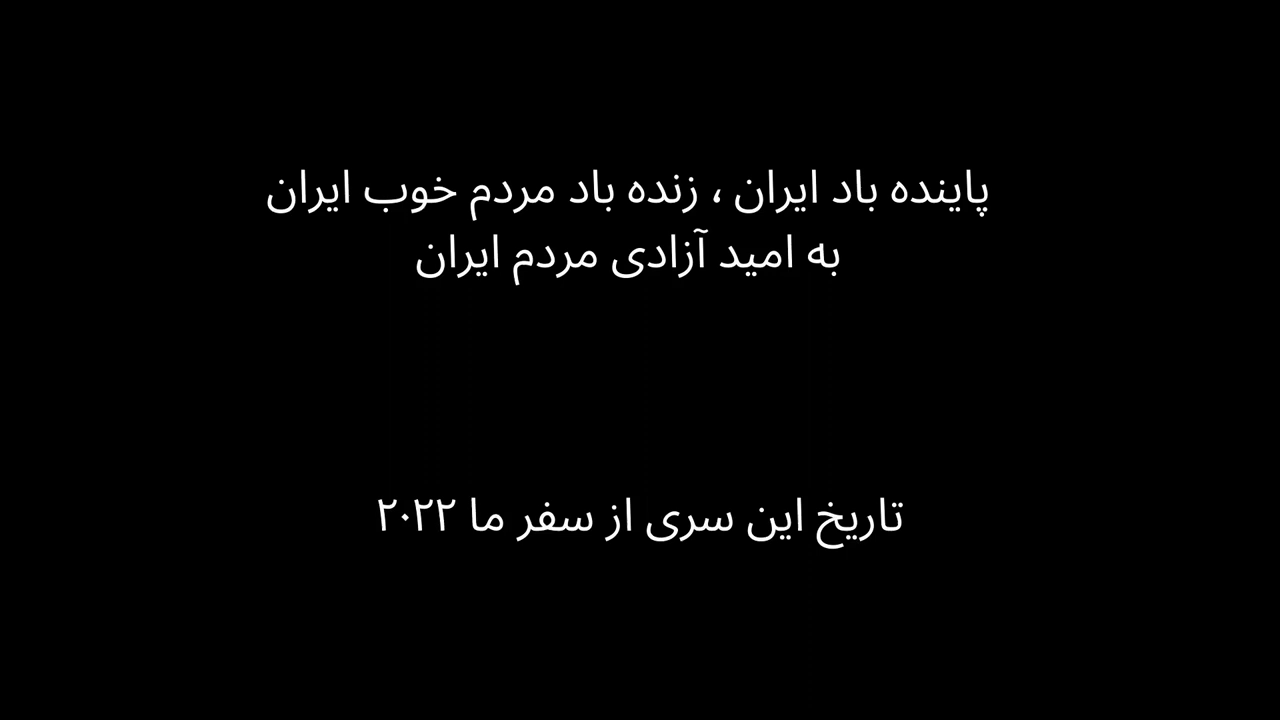 پاینده باد ایران ، زنده باد مردم خوب ایران
به امید آزادی مردم ایران
تاریخ این سری از سفر ما ۲۰۲۲